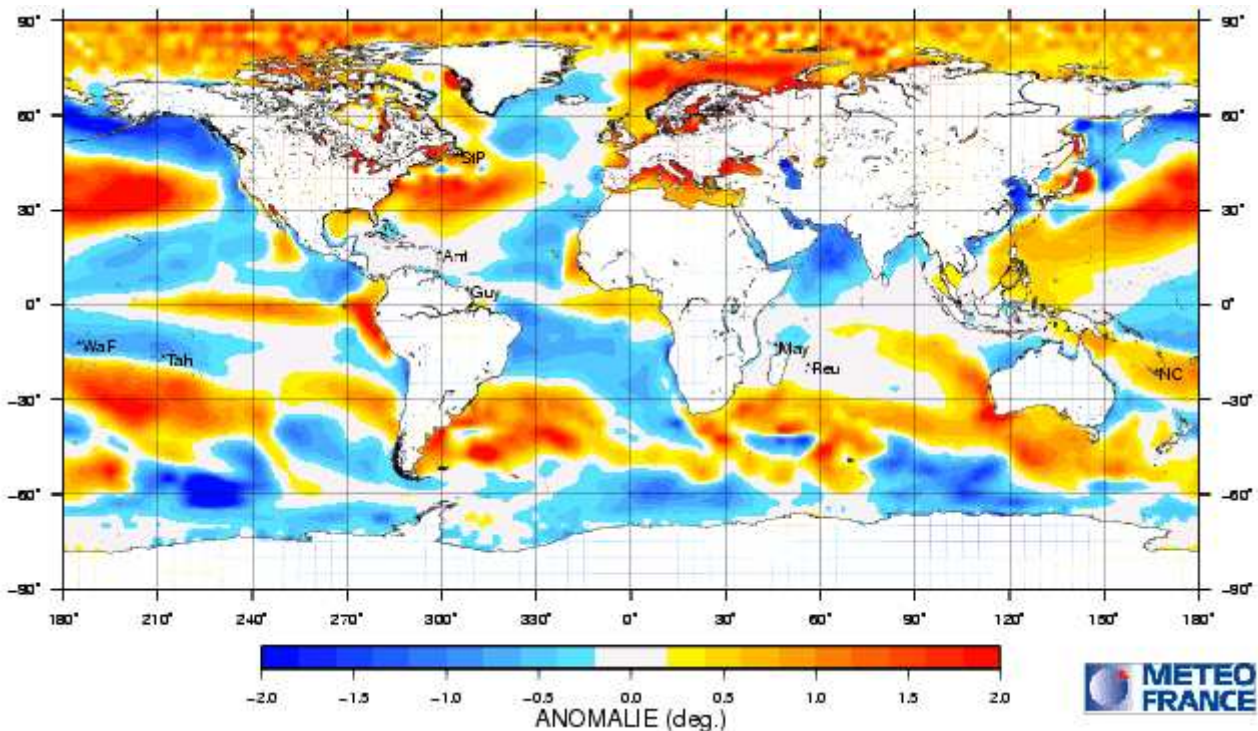 90° 90°
60° 60°
*StP
30° 30°
*Ant
*Guy
0° 0°
*WaF *Tah *May *Reu *NC
−30° −30°
−60° −60°
−90° −90°
180° 210° 240° 270° 300° 330° 0° 30° 60° 90° 120° 150° 180°
−2.0 −1.5 −1.0 −0.5 0.0 0.5 1.0 1.5 2.0
ANOMALIE (deg.)
METEO
FRANCE